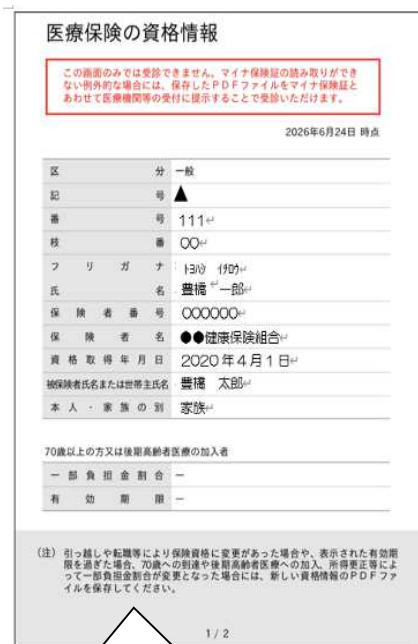 医療保険の資格情報
この画面のみでは受診できません。マイナ保険証の読み取りができ
ない例外的な場合には、保存したPDFファイルをマイナ保険証と
あわせて医療機関等の受付に提示することで受診いただけます。
2026年6月24日 時点
区分 一般
記号 ▲
番号 111↵
枝番 〇〇↵
フリガナ トヨハシ イチロウ↵
氏名 豊橋↵一郎↵
保険者番号 〇〇〇〇〇〇↵
保険者名 ●●健康保険組合↵
資格取得年月日 2020年4月1日↵
被保険者氏名または世帯主氏名 豊橋 太郎↵
本人・家族の別 家族↵
70歳以上の方又は後期高齢者医療の加入者
一部負担金割合 －
有効期限 －
(注) 引っ越しや転職等により保険資格に変更があった場合や、表示された有効期
限を過ぎた場合、70歳への到達や後期高齢者医療への加入、所得更正等によ
って一部負担金割合が変更となった場合には、新しい資格情報のPDFファ
イルを保存してください。
1 / 2